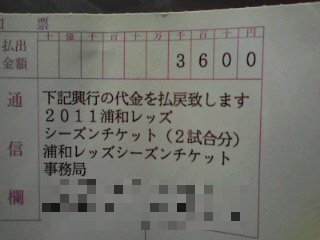 票
十億千百十万千百十円
払出金額 3600
通信欄
下記興行の代金を払戻致します
2011浦和レッズ
シーズンチケット(2試合分)
浦和レッズシーズンチケット
事務局